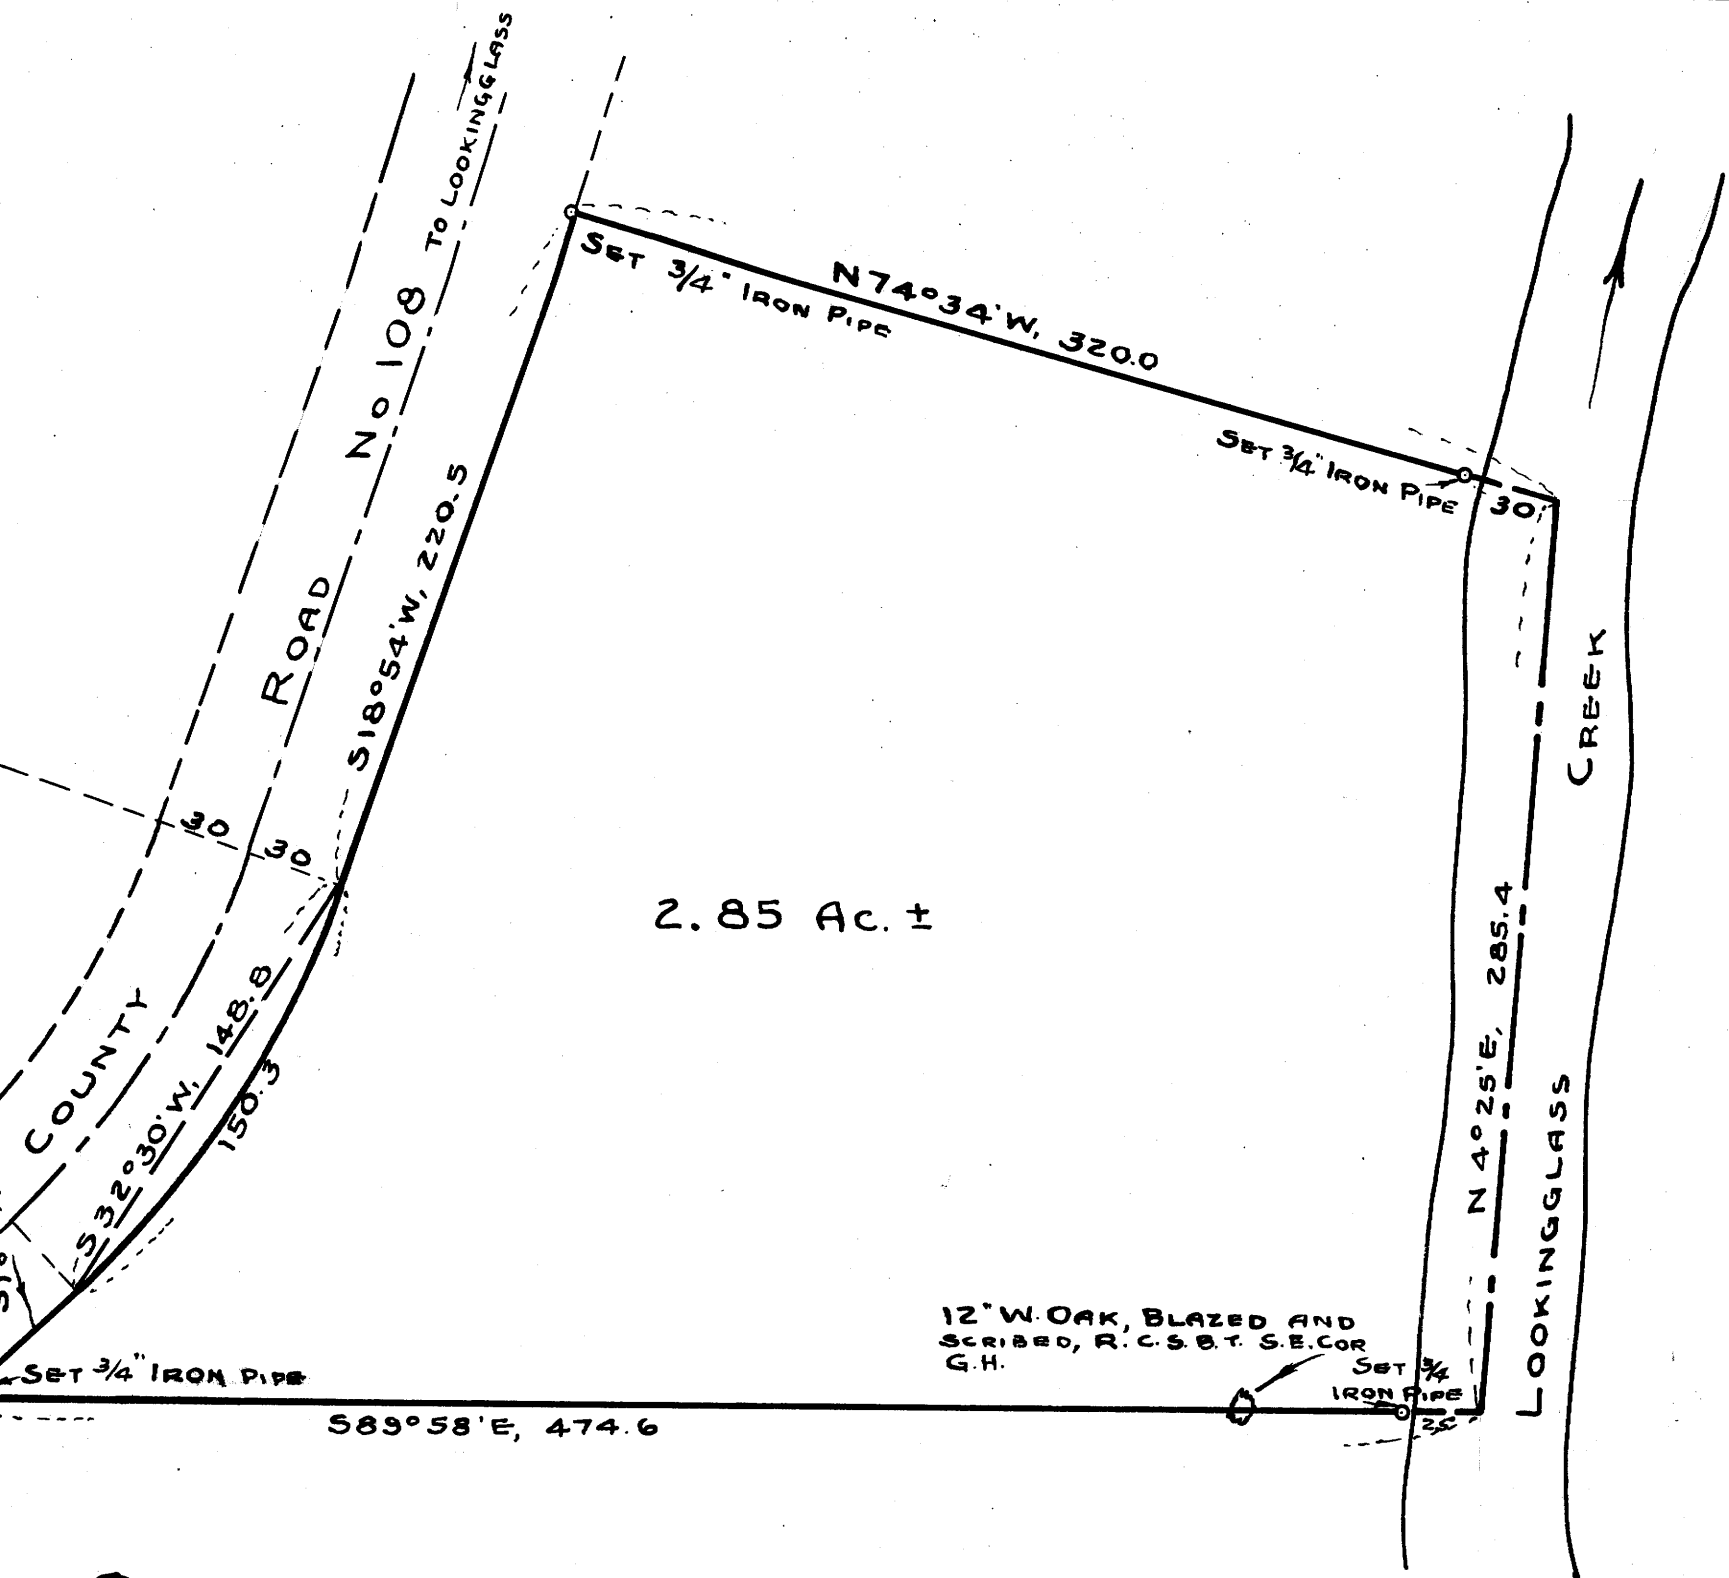 TO LOOKINGGLASS
COUNTY ROAD No 108
SET 3/4" IRON PIPE
N74°34'W, 320.0
SET 3/4" IRON PIPE
30
S18°54'W, 220.5
30
30
CREEK
2.85 AC. ±
N 4°25'E, 285.4
S32°30'W, 148.8
150.3
LOOKINGGLASS
12" W. OAK, BLAZED AND
SCRIBED, R.C.S.B.T. S.E.COR
G.H.
SET 3/4
IRON PIPE
25
SET 3/4" IRON PIPE
S89°58'E, 474.6